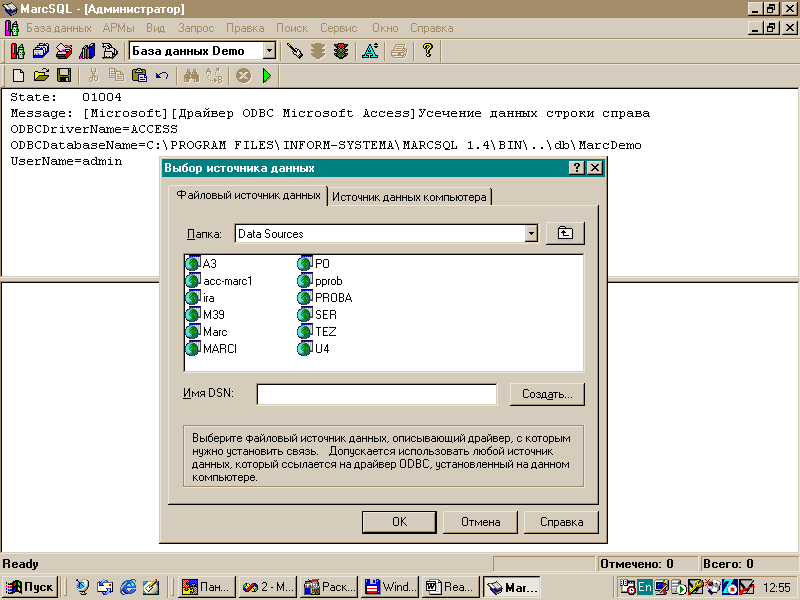 MarcSQL - [Администратор]
База данных АРМы Вид Запрос Правка Поиск Сервис Окно Справка
База данных Demo
State: 01004
Message: [Microsoft][Драйвер ODBC Microsoft Access]Усечение данных строки справа
ODBCDriverName=ACCESS
ODBCDatabaseName=C:\PROGRAM FILES\INFORM-SYSTEMA\MARCSQL 1.4\BIN\..\db\MarcDemo
UserName=admin
Выбор источника данных
Файловый источник данных Источник данных компьютера
Папка: Data Sources
A3 PO
acc-marc1 pprob
ira PROBA
M39 SER
Marc TEZ
MARCI U4
Имя DSN: Создать...
Выберите файловый источник данных, описывающий драйвер, с которым
нужно установить связь. Допускается использовать любой источник
данных, который ссылается на драйвер ODBC, установленный на данном
компьютере.
OK Отмена Справка
Ready Отмечено: 0 Всего: 0
Пуск Пан... 2 - М... Раск... Wind... Rea... Mar... En 12:55